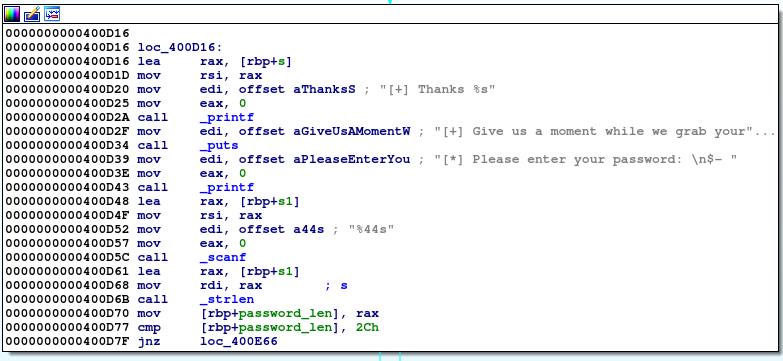 0000000000400D16
0000000000400D16 loc_400D16:
0000000000400D16 lea     rax, [rbp+s]
0000000000400D1D mov     rsi, rax
0000000000400D20 mov     edi, offset aThanksS ; "[+] Thanks %s"
0000000000400D25 mov     eax, 0
0000000000400D2A call    _printf
0000000000400D2F mov     edi, offset aGiveUsAMomentW ; "[+] Give us a moment while we grab your"...
0000000000400D34 call    _puts
0000000000400D39 mov     edi, offset aPleaseEnterYou ; "[*] Please enter your password: \n$- "
0000000000400D3E mov     eax, 0
0000000000400D43 call    _printf
0000000000400D48 lea     rax, [rbp+s1]
0000000000400D4F mov     rsi, rax
0000000000400D52 mov     edi, offset a44s ; "%44s"
0000000000400D57 mov     eax, 0
0000000000400D5C call    _scanf
0000000000400D61 lea     rax, [rbp+s1]
0000000000400D68 mov     rdi, rax        ; s
0000000000400D6B call    _strlen
0000000000400D70 mov     [rbp+password_len], rax
0000000000400D77 cmp     [rbp+password_len], 2Ch
0000000000400D7F jnz     loc_400E66